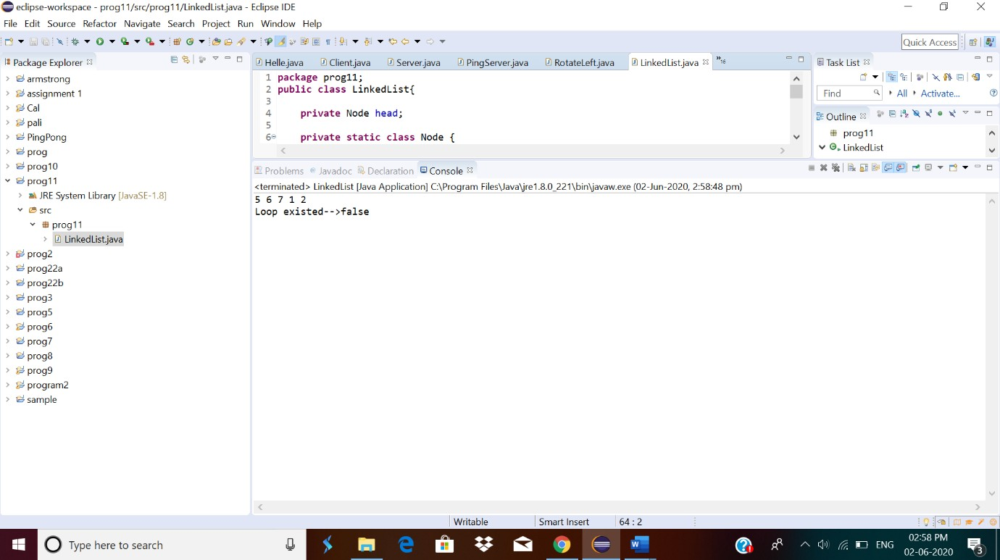 eclipse-workspace - prog11/src/prog11/LinkedList.java - Eclipse IDE
File Edit Source Refactor Navigate Search Project Run Window Help
Quick Access
Package Explorer
armstrong
assignment 1
Cal
pali
PingPong
prog
prog10
prog11
JRE System Library [JavaSE-1.8]
src
prog11
LinkedList.java
prog2
prog22a
prog22b
prog3
prog5
prog6
prog7
prog8
prog9
program2
sample
Helle.java Client.java Server.java PingServer.java RotateLeft.java LinkedList.java »16
1 package prog11;
2 public class LinkedList{
3
4 private Node head;
5
6 private static class Node {
Problems @ Javadoc Declaration Console
<terminated> LinkedList [Java Application] C:\Program Files\Java\jre1.8.0_221\bin\javaw.exe (02-Jun-2020, 2:58:48 pm)
5 6 7 1 2
Loop existed-->false
Task List
Find All Activate...
Outline
prog11
LinkedList
Writable Smart Insert 64 : 2
Type here to search
ENG
02:58 PM
02-06-2020
3